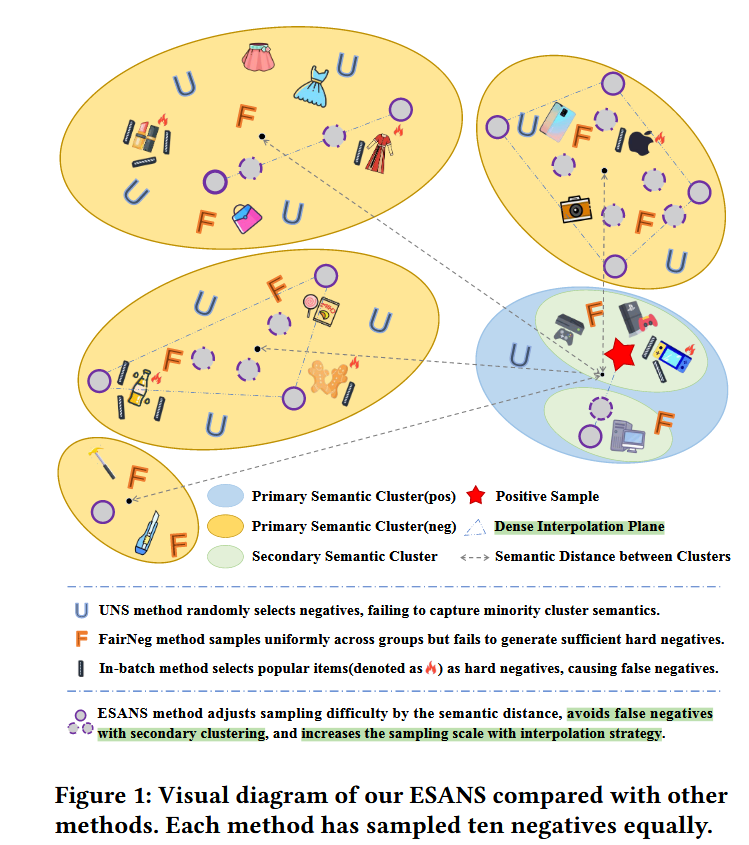 U
U
F
U
F
U
U
F
F
U
F
U
U
F
F
U
U
F
U
F
F
F
Primary Semantic Cluster(pos)
Positive Sample
Primary Semantic Cluster(neg)
Dense Interpolation Plane
Secondary Semantic Cluster
Semantic Distance between Clusters
U UNS method randomly selects negatives, failing to capture minority cluster semantics.
F FairNeg method samples uniformly across groups but fails to generate sufficient hard negatives.
In-batch method selects popular items(denoted as) as hard negatives, causing false negatives.
ESANS method adjusts sampling difficulty by the semantic distance, avoids false negatives
with secondary clustering, and increases the sampling scale with interpolation strategy.
Figure 1: Visual diagram of our ESANS compared with other
methods. Each method has sampled ten negatives equally.